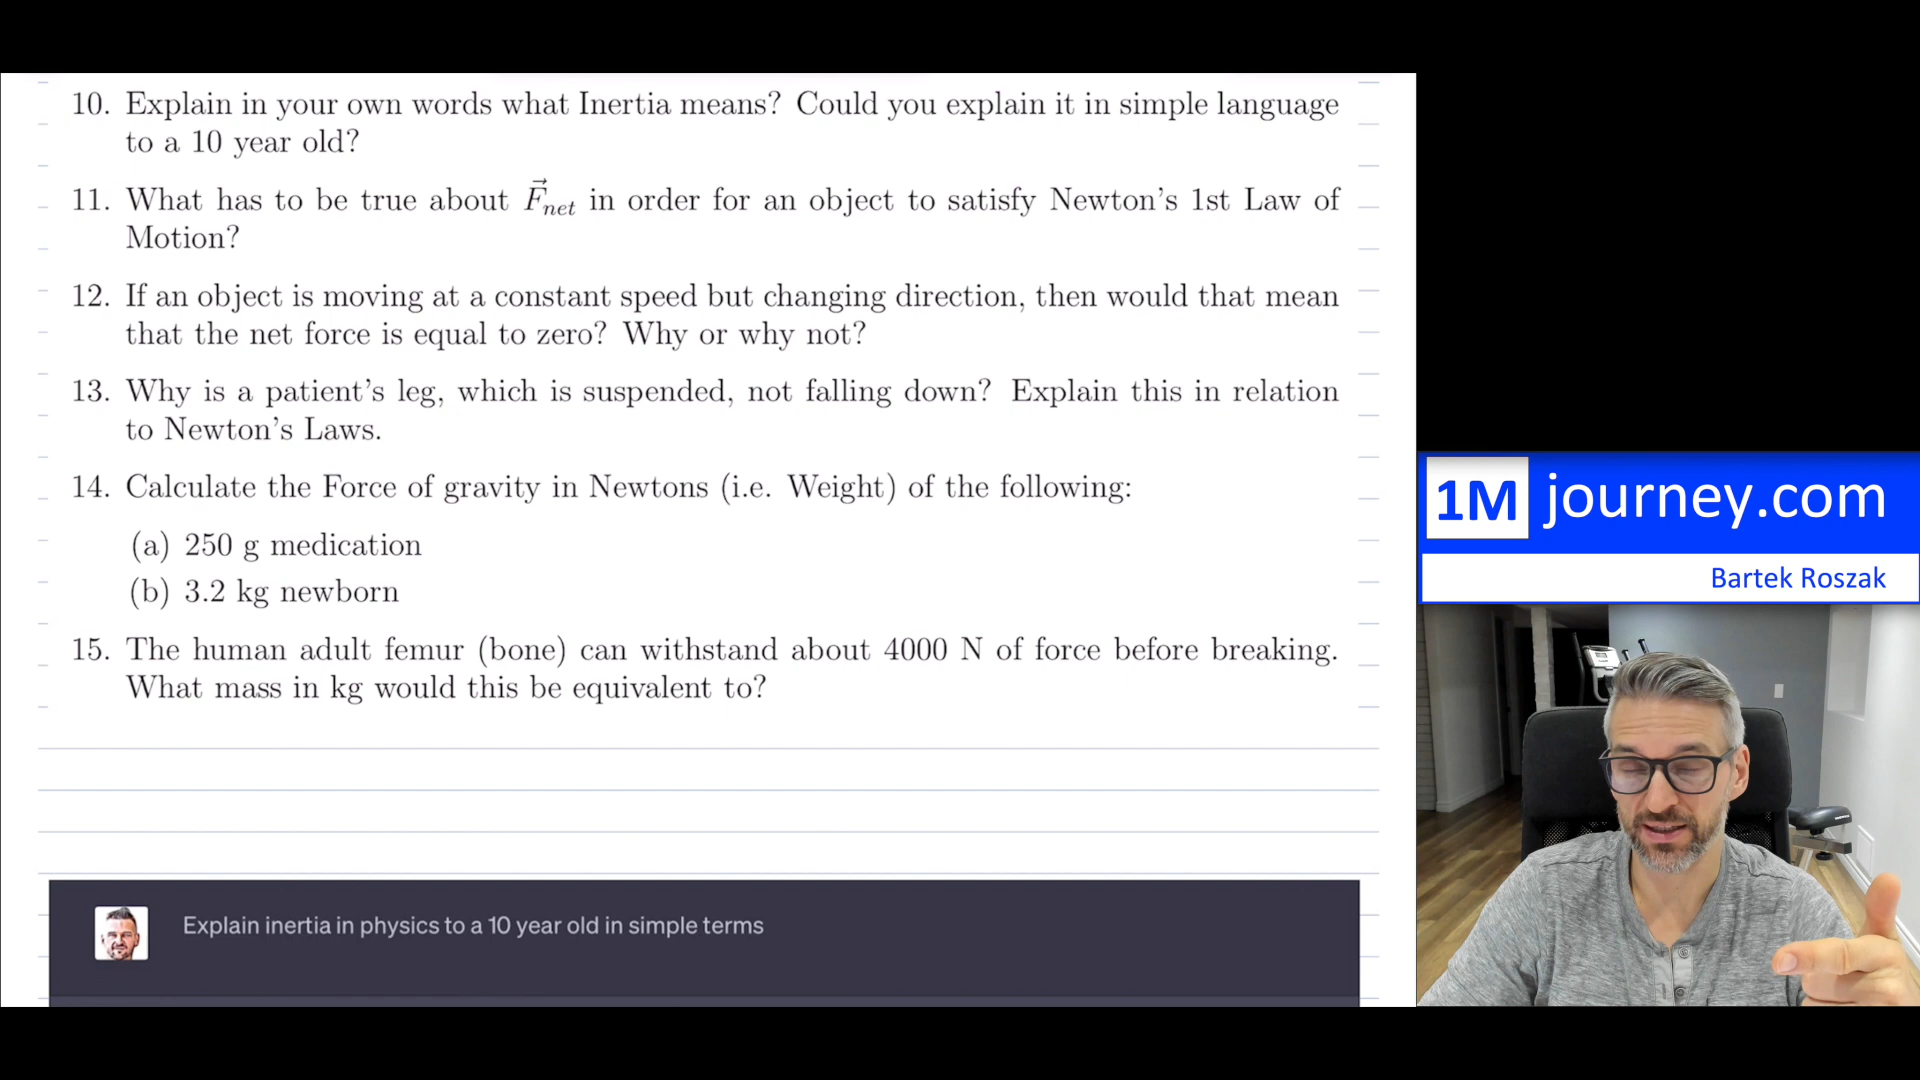 10. Explain in your own words what Inertia means? Could you explain it in simple language
to a 10 year old?
11. What has to be true about F⃗net in order for an object to satisfy Newton's 1st Law of
Motion?
12. If an object is moving at a constant speed but changing direction, then would that mean
that the net force is equal to zero? Why or why not?
13. Why is a patient's leg, which is suspended, not falling down? Explain this in relation
to Newton's Laws.
14. Calculate the Force of gravity in Newtons (i.e. Weight) of the following:
(a) 250 g medication
(b) 3.2 kg newborn
15. The human adult femur (bone) can withstand about 4000 N of force before breaking.
What mass in kg would this be equivalent to?
Explain inertia in physics to a 10 year old in simple terms
1M journey.com
Bartek Roszak